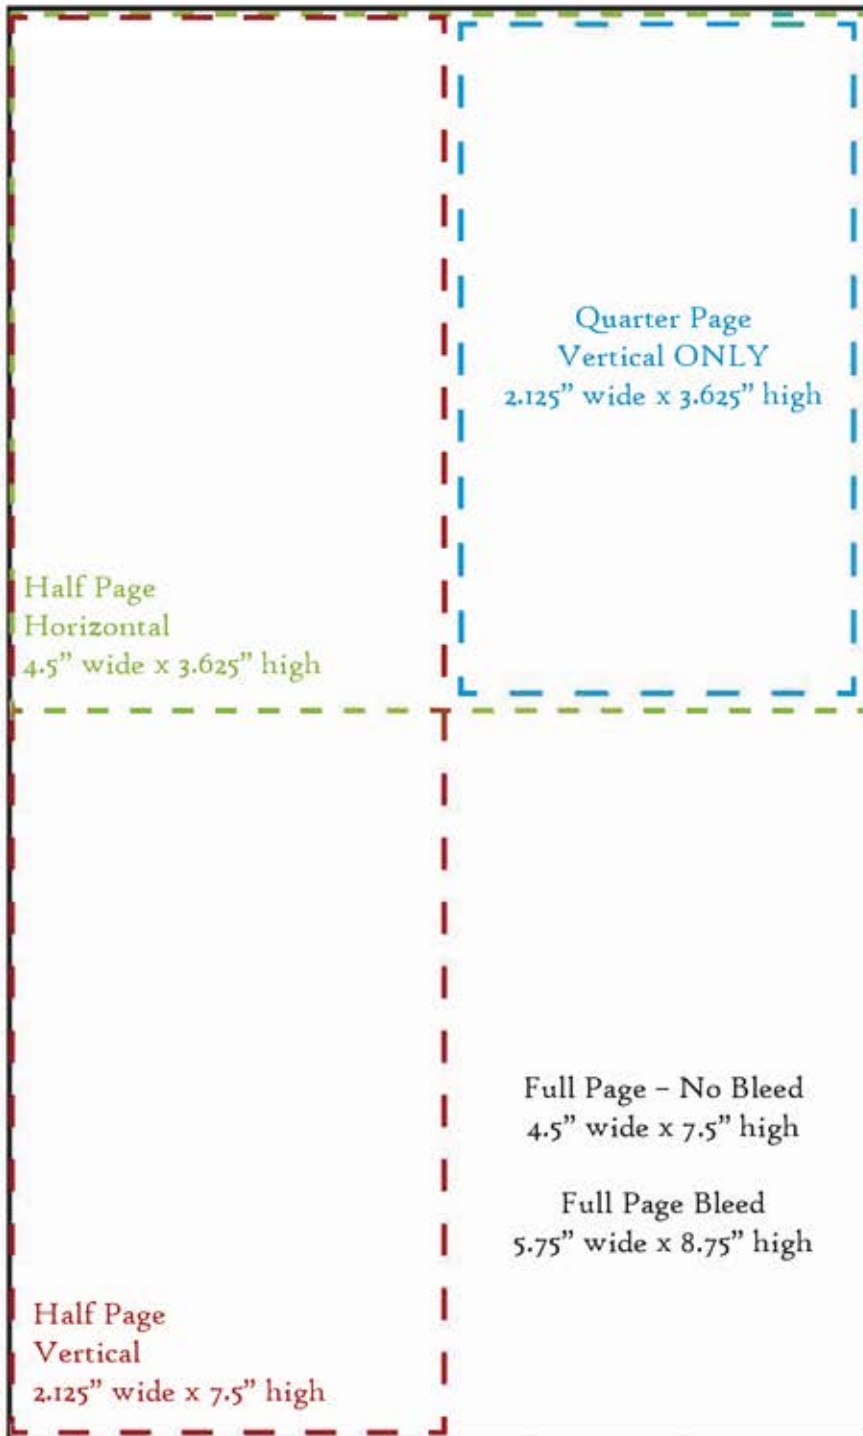 Quarter Page
Vertical ONLY
2.125” wide x 3.625” high
Half Page
Horizontal
4.5” wide x 3.625” high
Full Page – No Bleed
4.5” wide x 7.5” high
Full Page Bleed
5.75” wide x 8.75” high
Half Page
Vertical
2.125” wide x 7.5” high